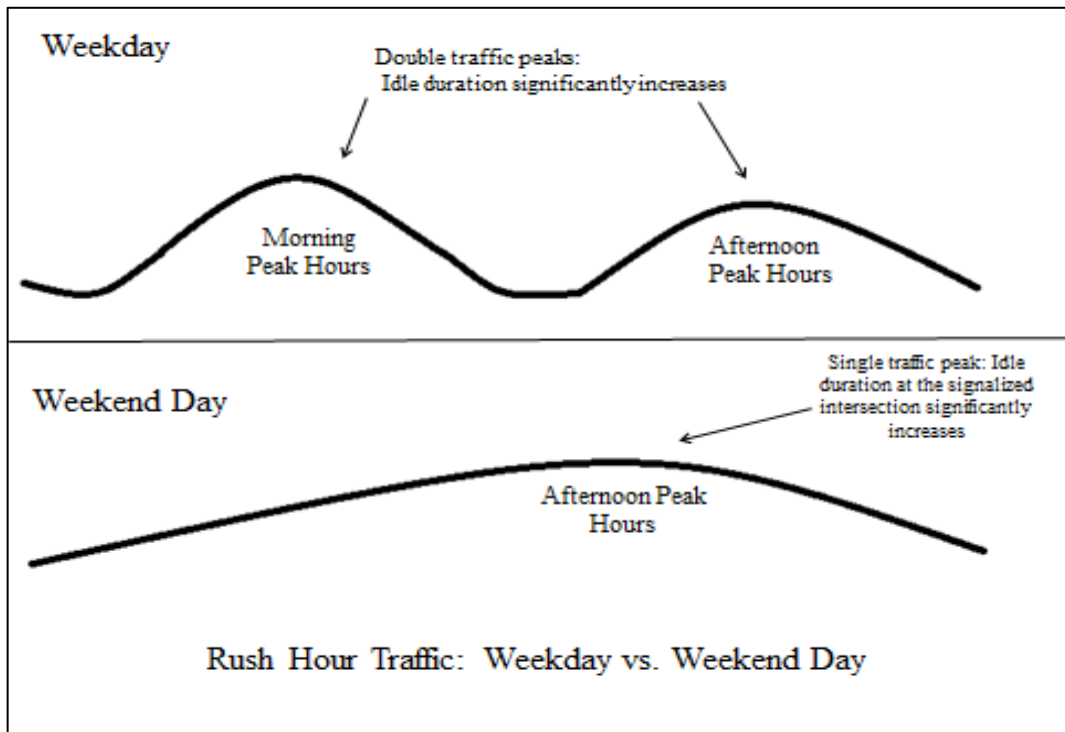 Weekday
Double traffic peaks:
Idle duration significantly increases
Morning
Peak Hours
Afternoon
Peak Hours
Weekend Day
Single traffic peak: Idle
duration at the signalized
intersection significantly
increases
Afternoon Peak
Hours
Rush Hour Traffic: Weekday vs. Weekend Day